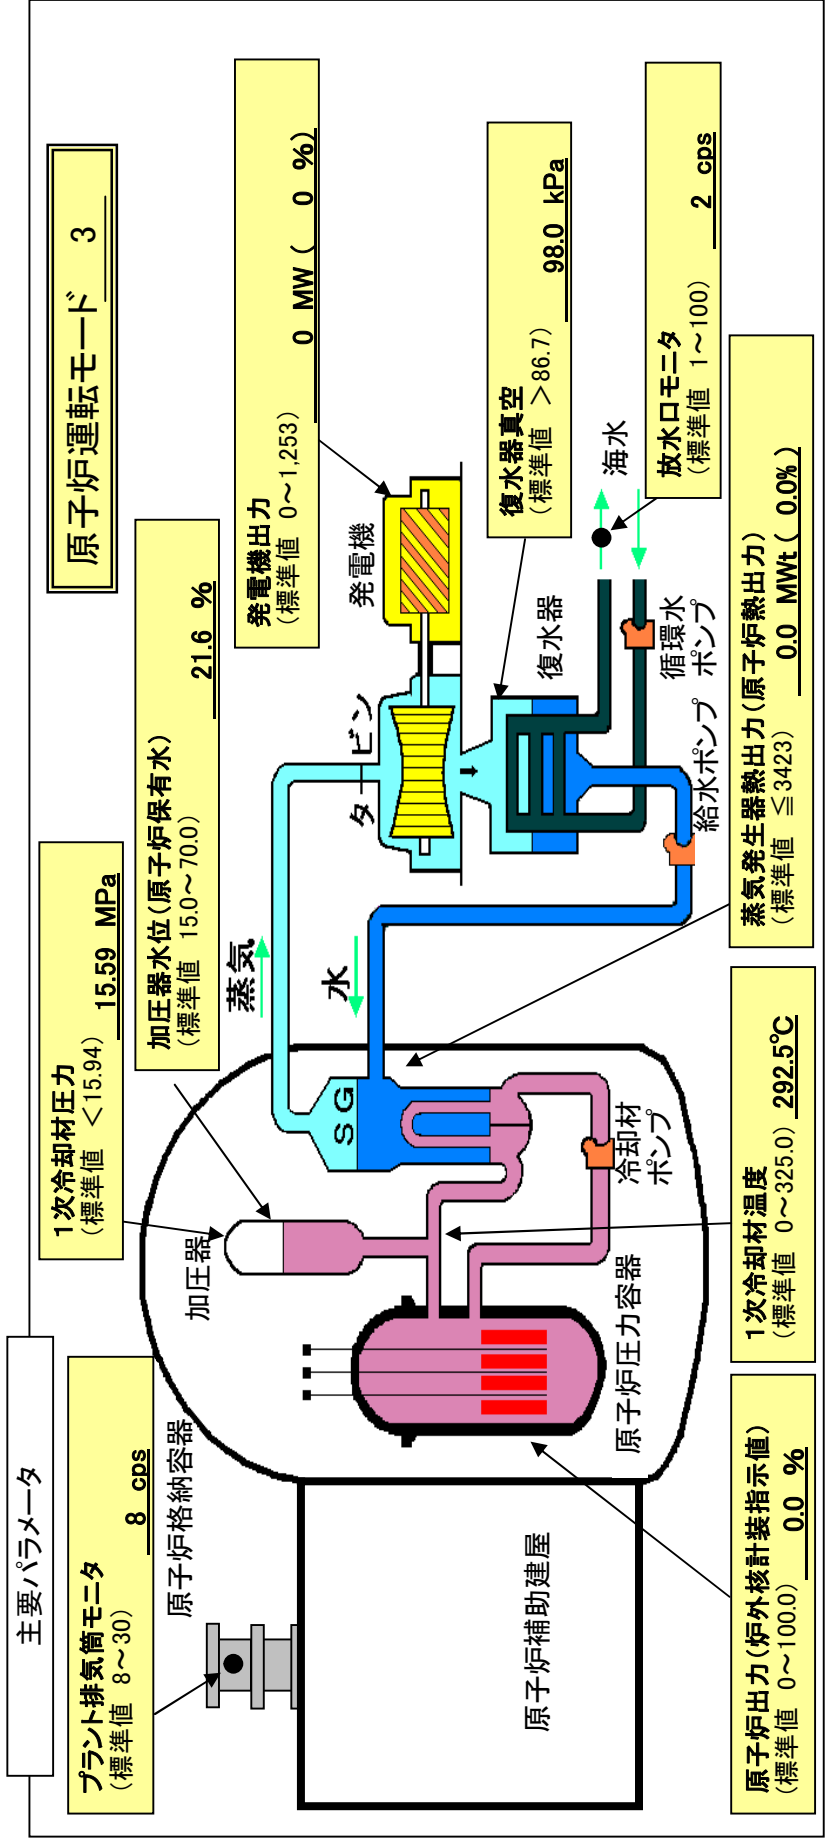 主要パラメータ
原子炉運転モード 3
プラント排気筒モニタ
(標準値 8～30) 8 cps
1次冷却材圧力
(標準値 <15.94) 15.59 MPa
加圧器水位(原子炉保有水)
(標準値 15.0～70.0) 21.6 %
発電機出力
(標準値 0～1,253) 0 MW ( 0 %)
原子炉格納容器
加圧器
蒸気
水
SG
タービン
発電機
復水器真空
(標準値 >86.7) 98.0 kPa
復水器
海水
放水口モニタ
(標準値 1～100) 2 cps
循環水
ポンプ
給水ポンプ
冷却材
ポンプ
原子炉圧力容器
原子炉補助建屋
原子炉出力(炉外核計装指示値)
(標準値 0～100.0) 0.0 %
1次冷却材温度
(標準値 0～325.0) 292.5℃
蒸気発生器熱出力(原子炉熱出力)
(標準値 ≦3423) 0.0 MWt ( 0.0% )